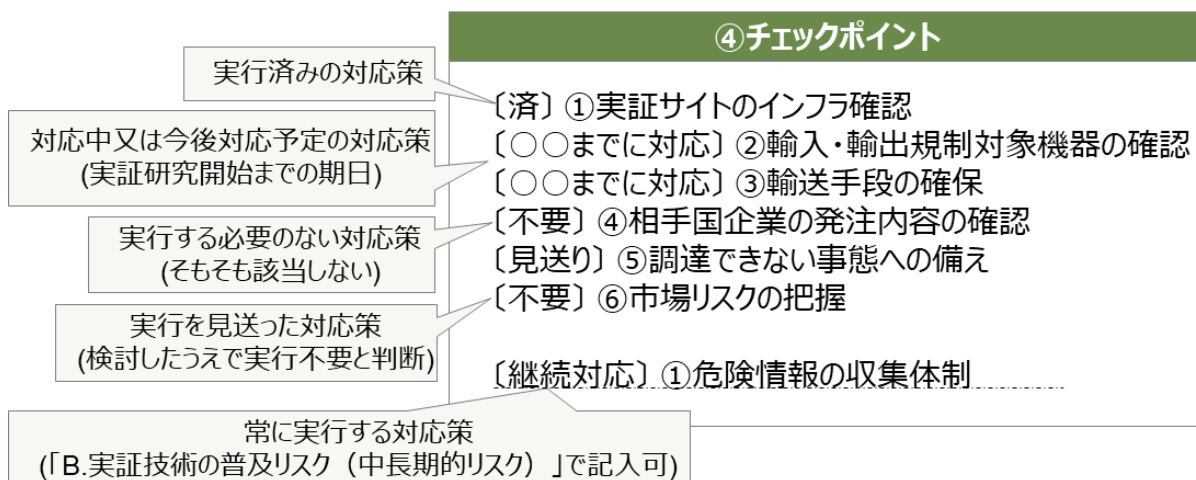 ④チェックポイント
実行済みの対応策
〔済〕①実証サイトのインフラ確認
対応中又は今後対応予定の対応策
(実証研究開始までの期日)
〔○○までに対応〕②輸入・輸出規制対象機器の確認
〔○○までに対応〕③輸送手段の確保
実行する必要のない対応策
(そもそも該当しない)
〔不要〕④相手国企業の発注内容の確認
〔見送り〕⑤調達できない事態への備え
〔不要〕⑥市場リスクの把握
実行を見送った対応策
(検討したうえで実行不要と判断)
〔継続対応〕①危険情報の収集体制
常に実行する対応策
(「B.実証技術の普及リスク（中長期的リスク）」で記入可)